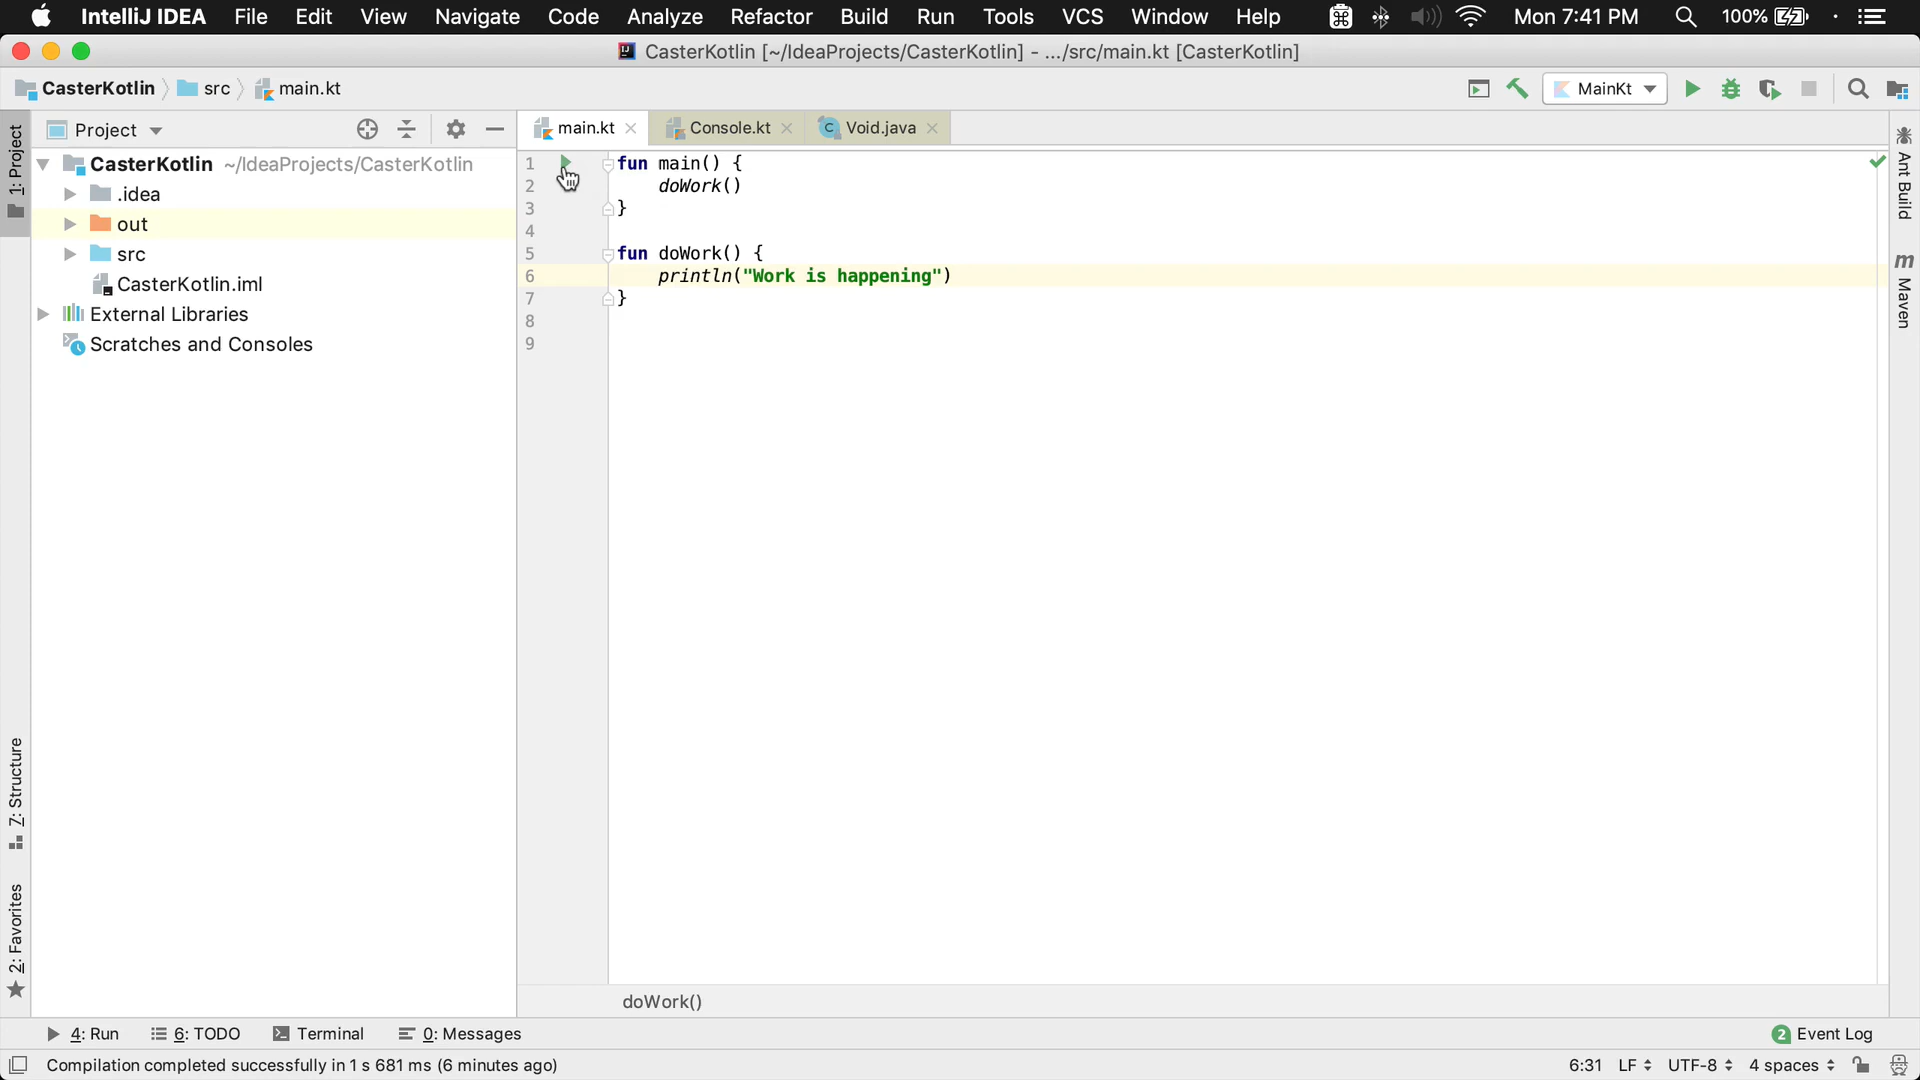 IntelliJ IDEA File Edit View Navigate Code Analyze Refactor Build Run Tools VCS Window Help Mon 7:41 PM 100%
CasterKotlin [~/IdeaProjects/CasterKotlin] - .../src/main.kt [CasterKotlin]
CasterKotlin src main.kt MainKt
Project
main.kt Console.kt Void.java
1: Project
CasterKotlin ~/IdeaProjects/CasterKotlin
.idea
out
src
CasterKotlin.iml
External Libraries
Scratches and Consoles
1 fun main() {
2 doWork()
3 }
4
5 fun doWork() {
6 println("Work is happening")
7 }
8
9
Ant Build
m Maven
7: Structure
2: Favorites
doWork()
4: Run 6: TODO Terminal 0: Messages 2 Event Log
Compilation completed successfully in 1 s 681 ms (6 minutes ago) 6:31 LF UTF-8 4 spaces